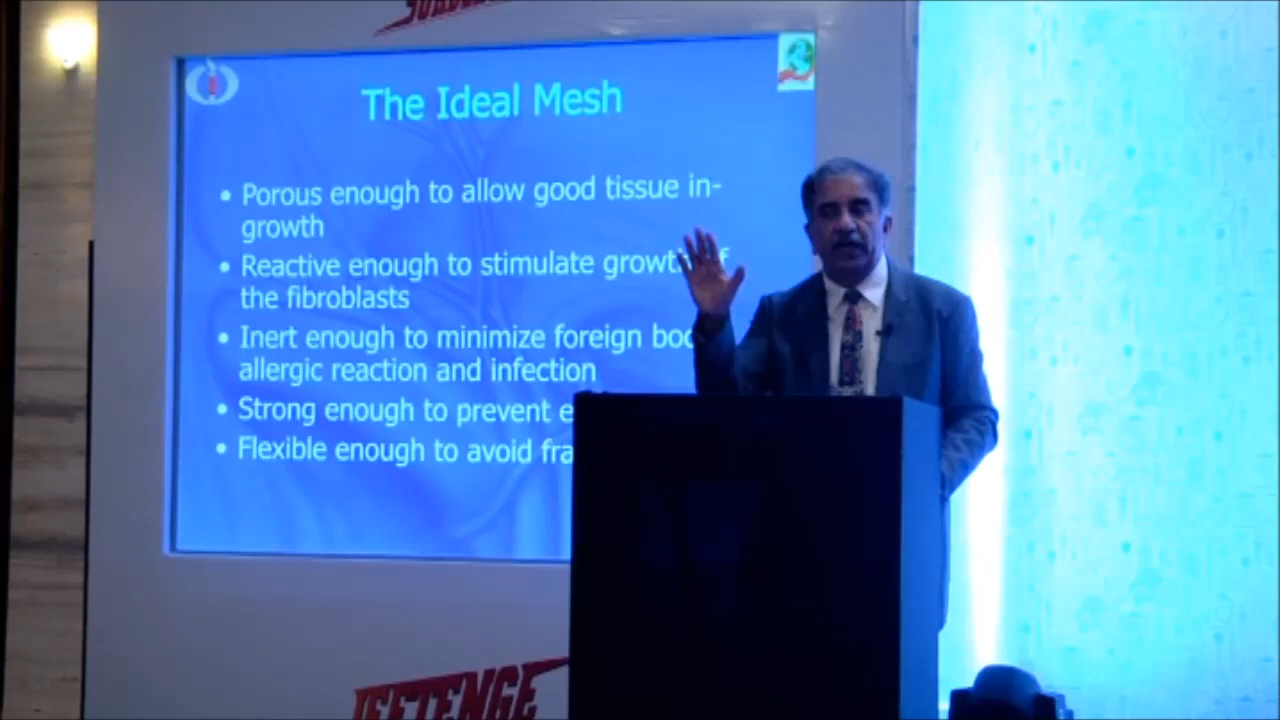 The Ideal Mesh
• Porous enough to allow good tissue in-
growth
• Reactive enough to stimulate growth of
the fibroblasts
• Inert enough to minimize foreign
allergic reaction and infection
• Strong enough to prevent
• Flexible enough to avoid